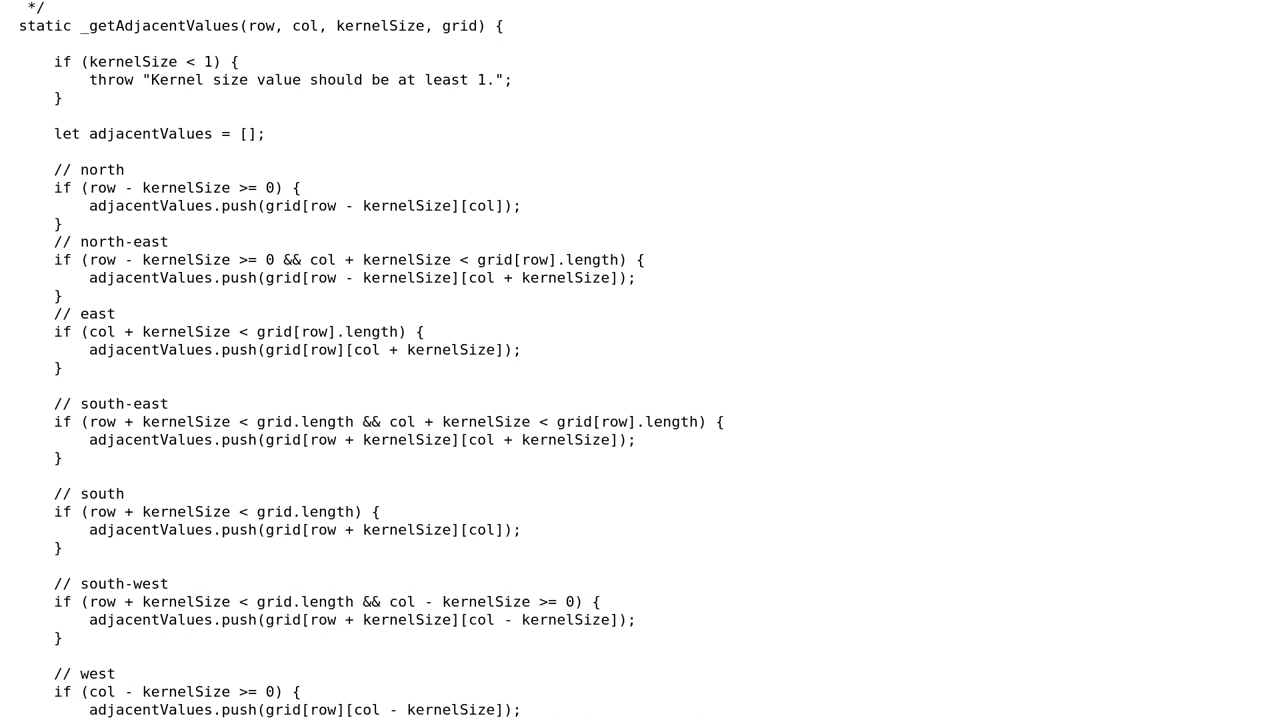 */
static _getAdjacentValues(row, col, kernelSize, grid) {
if (kernelSize < 1) {
throw "Kernel size value should be at least 1.";
}
let adjacentValues = [];
// north
if (row - kernelSize >= 0) {
adjacentValues.push(grid[row - kernelSize][col]);
}
// north-east
if (row - kernelSize >= 0 && col + kernelSize < grid[row].length) {
adjacentValues.push(grid[row - kernelSize][col + kernelSize]);
}
// east
if (col + kernelSize < grid[row].length) {
adjacentValues.push(grid[row][col + kernelSize]);
}
// south-east
if (row + kernelSize < grid.length && col + kernelSize < grid[row].length) {
adjacentValues.push(grid[row + kernelSize][col + kernelSize]);
}
// south
if (row + kernelSize < grid.length) {
adjacentValues.push(grid[row + kernelSize][col]);
}
// south-west
if (row + kernelSize < grid.length && col - kernelSize >= 0) {
adjacentValues.push(grid[row + kernelSize][col - kernelSize]);
}
// west
if (col - kernelSize >= 0) {
adjacentValues.push(grid[row][col - kernelSize]);